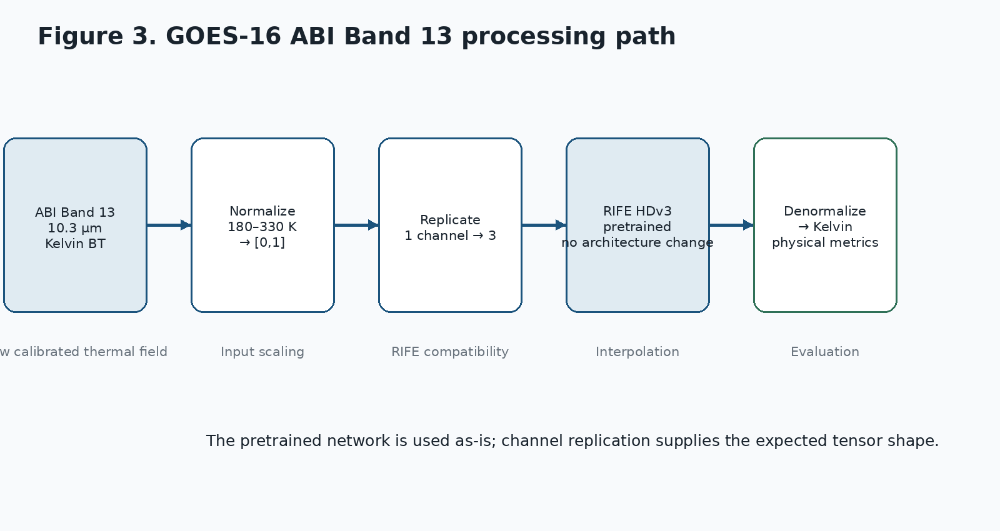 Figure 3. GOES-16 ABI Band 13 processing path
ABI Band 13
10.3 µm
Kelvin BT
Normalize
180–330 K
→ [0,1]
Replicate
1 channel → 3
RIFE HDv3
pretrained
no architecture change
Denormalize
→ Kelvin
physical metrics
w calibrated thermal field
Input scaling
RIFE compatibility
Interpolation
Evaluation
The pretrained network is used as-is; channel replication supplies the expected tensor shape.